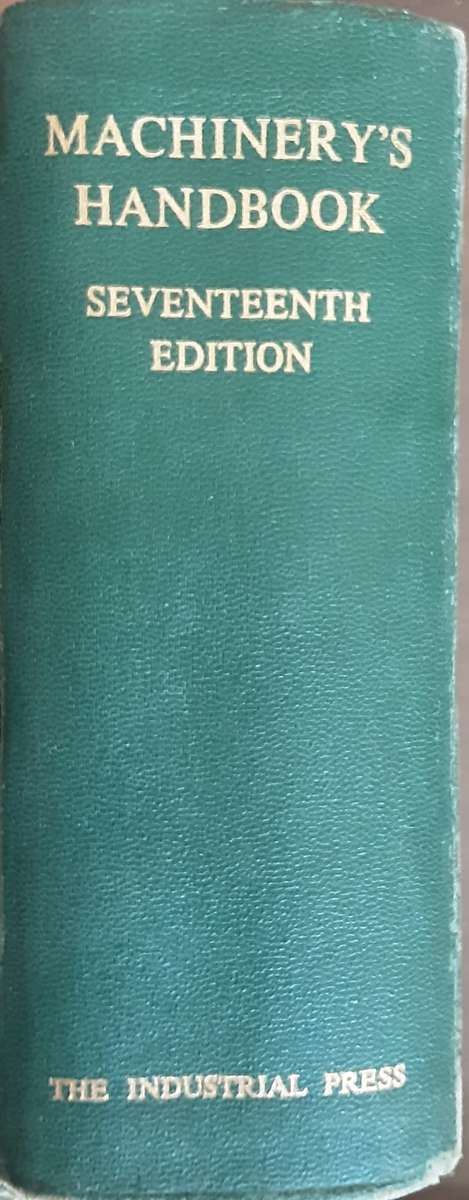 MACHINERY'S
HANDBOOK
SEVENTEENTH
EDITION
THE INDUSTRIAL PRESS